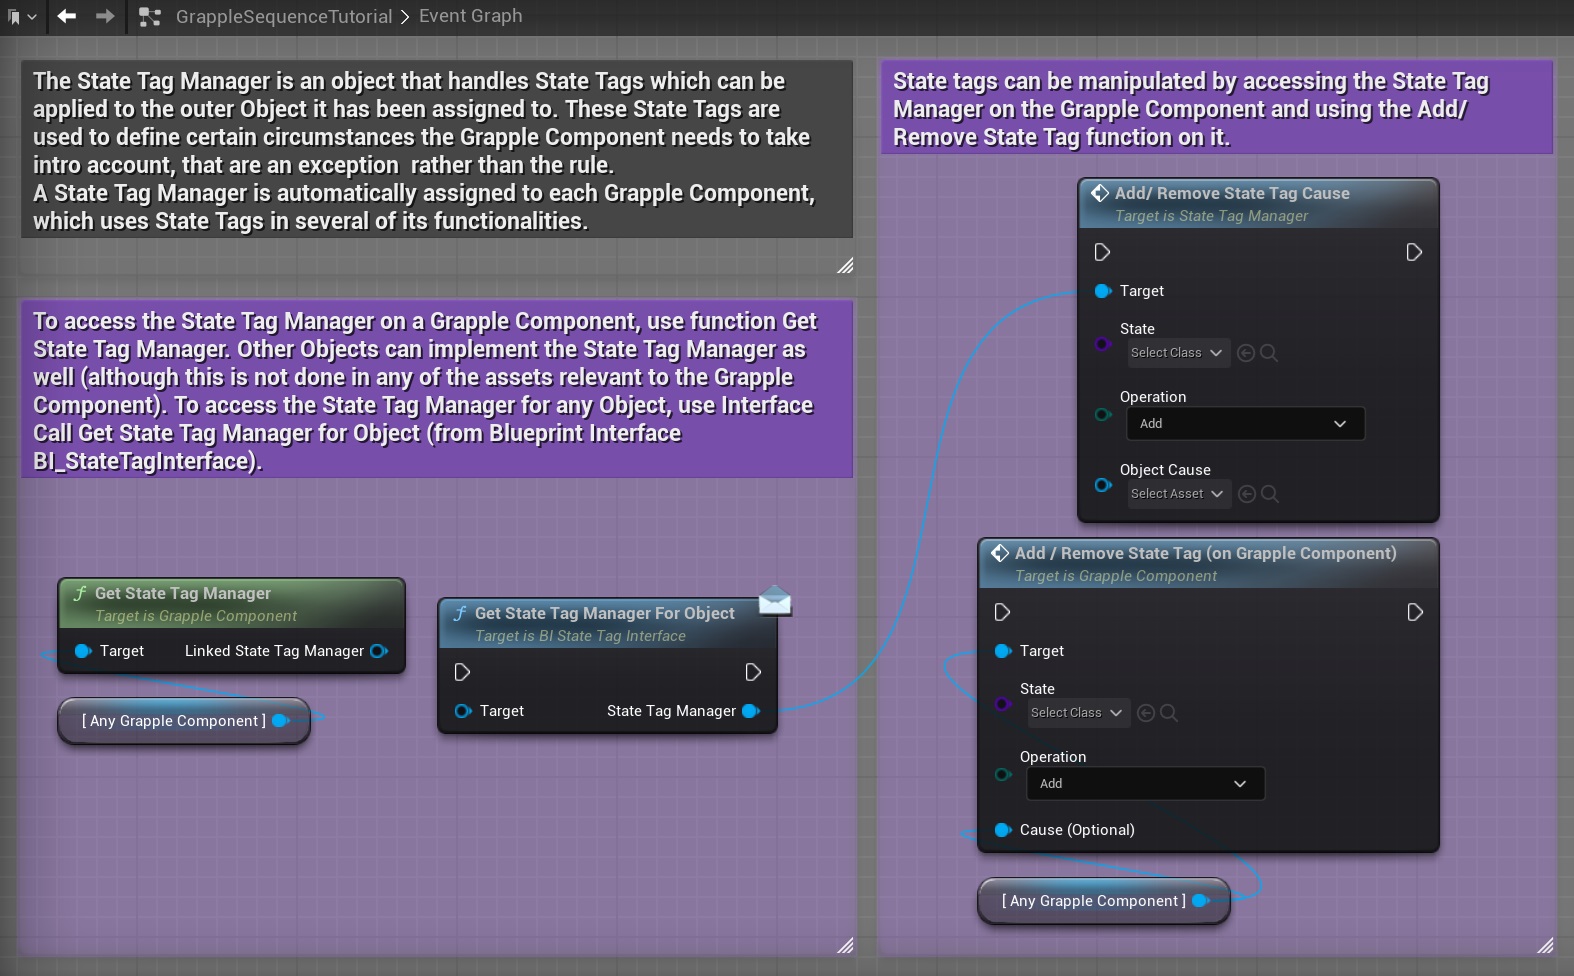 GrappleSequenceTutorial > Event Graph
The State Tag Manager is an object that handles State Tags which can be
applied to the outer Object it has been assigned to. These State Tags are
used to define certain circumstances the Grapple Component needs to take
intro account, that are an exception  rather than the rule.
A State Tag Manager is automatically assigned to each Grapple Component,
which uses State Tags in several of its functionalities.
To access the State Tag Manager on a Grapple Component, use function Get
State Tag Manager. Other Objects can implement the State Tag Manager as
well (although this is not done in any of the assets relevant to the Grapple
Component). To access the State Tag Manager for any Object, use Interface
Call Get State Tag Manager for Object (from Blueprint Interface
BI_StateTagInterface).
Get State Tag Manager
Target is Grapple Component
Target Linked State Tag Manager
[ Any Grapple Component ]
Get State Tag Manager For Object
Target is BI State Tag Interface
Target State Tag Manager
State tags can be manipulated by accessing the State Tag
Manager on the Grapple Component and using the Add/
Remove State Tag function on it.
Add/ Remove State Tag Cause
Target is State Tag Manager
Target
State
Select Class
Operation
Add
Object Cause
Select Asset
Add / Remove State Tag (on Grapple Component)
Target is Grapple Component
Target
State
Select Class
Operation
Add
Cause (Optional)
[ Any Grapple Component ]